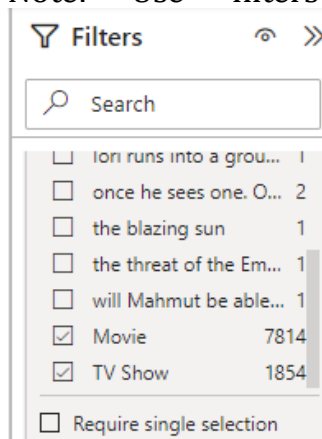 Note: Use filters
Filters
Search
Iori runs into a grou... 1
once he sees one. O... 2
the blazing sun 1
the threat of the Em... 1
will Mahmut be able... 1
Movie 7814
TV Show 1854
Require single selection